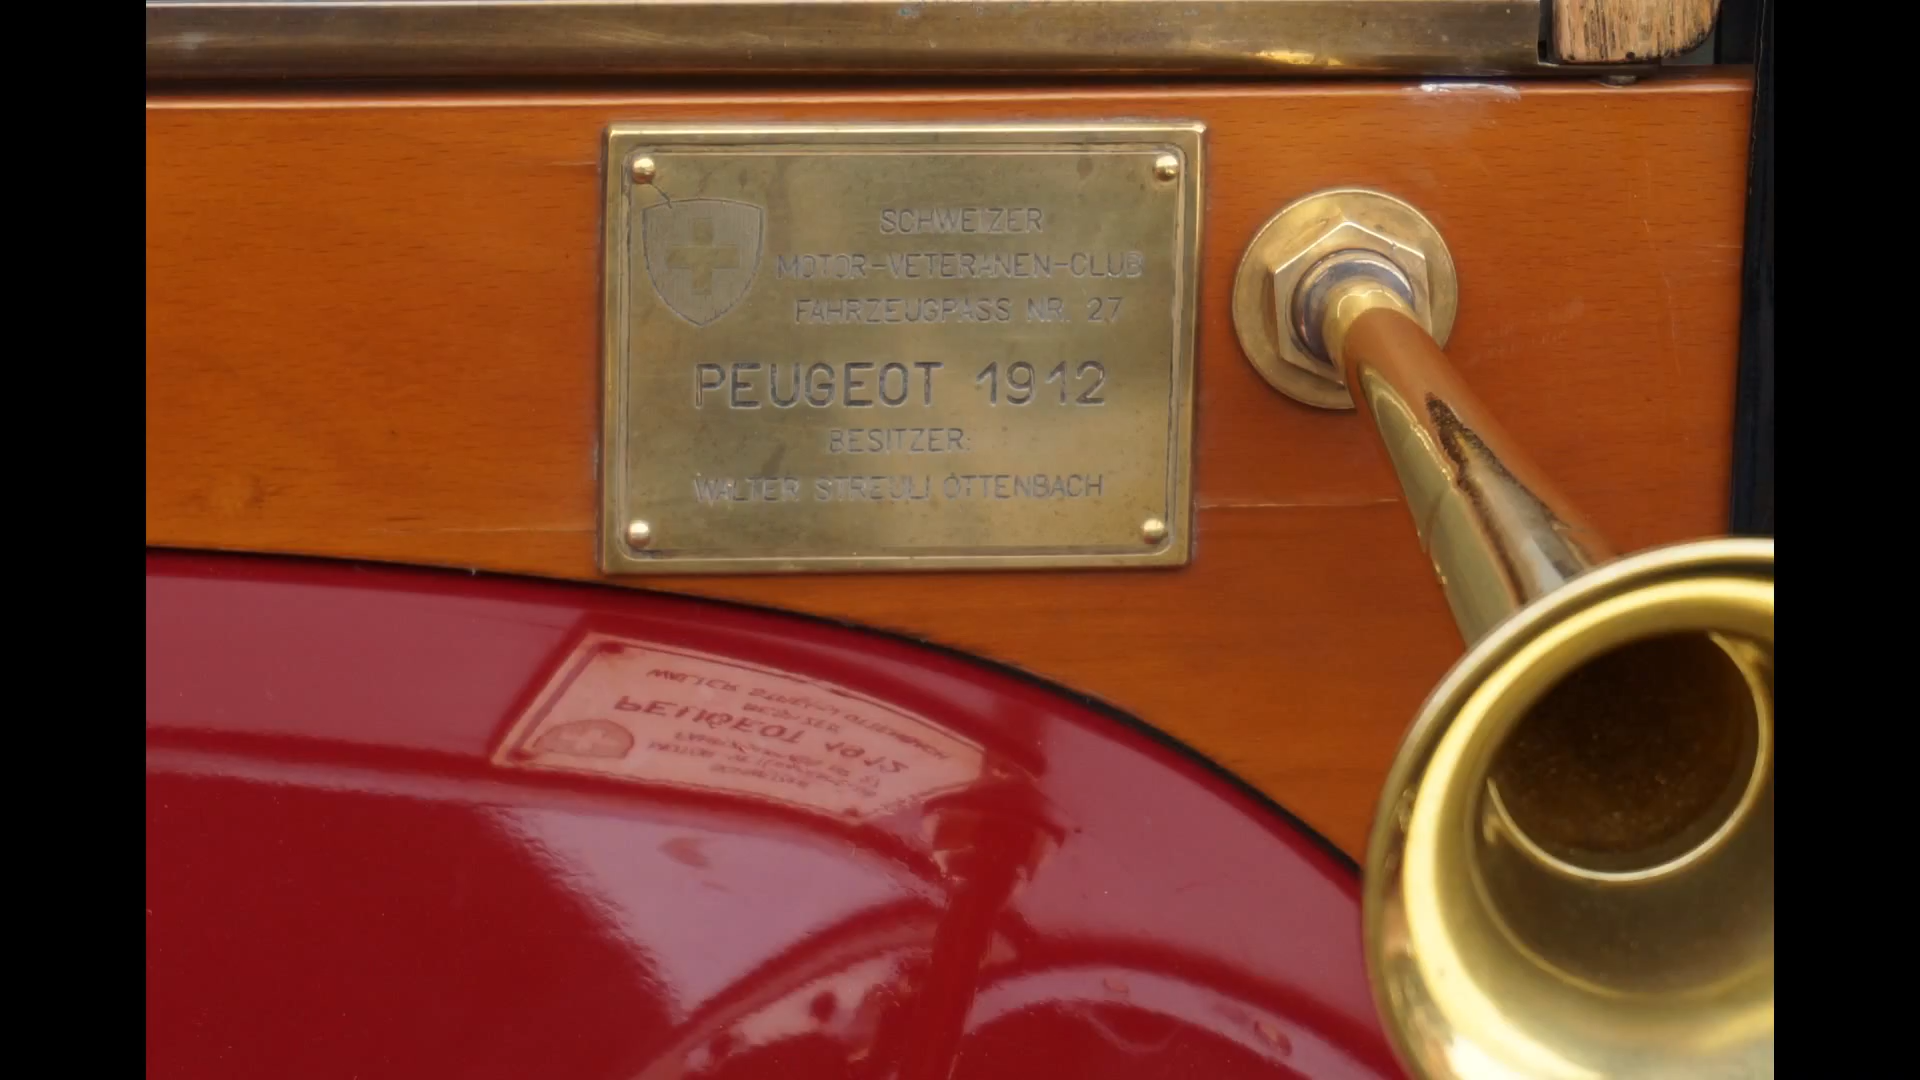 SCHWEIZER
MOTOR-VETERANEN-CLUB
FAHRZEUGPASS NR. 27
PEUGEOT 1912
BESITZER:
WALTER STREULI OTTENBACH